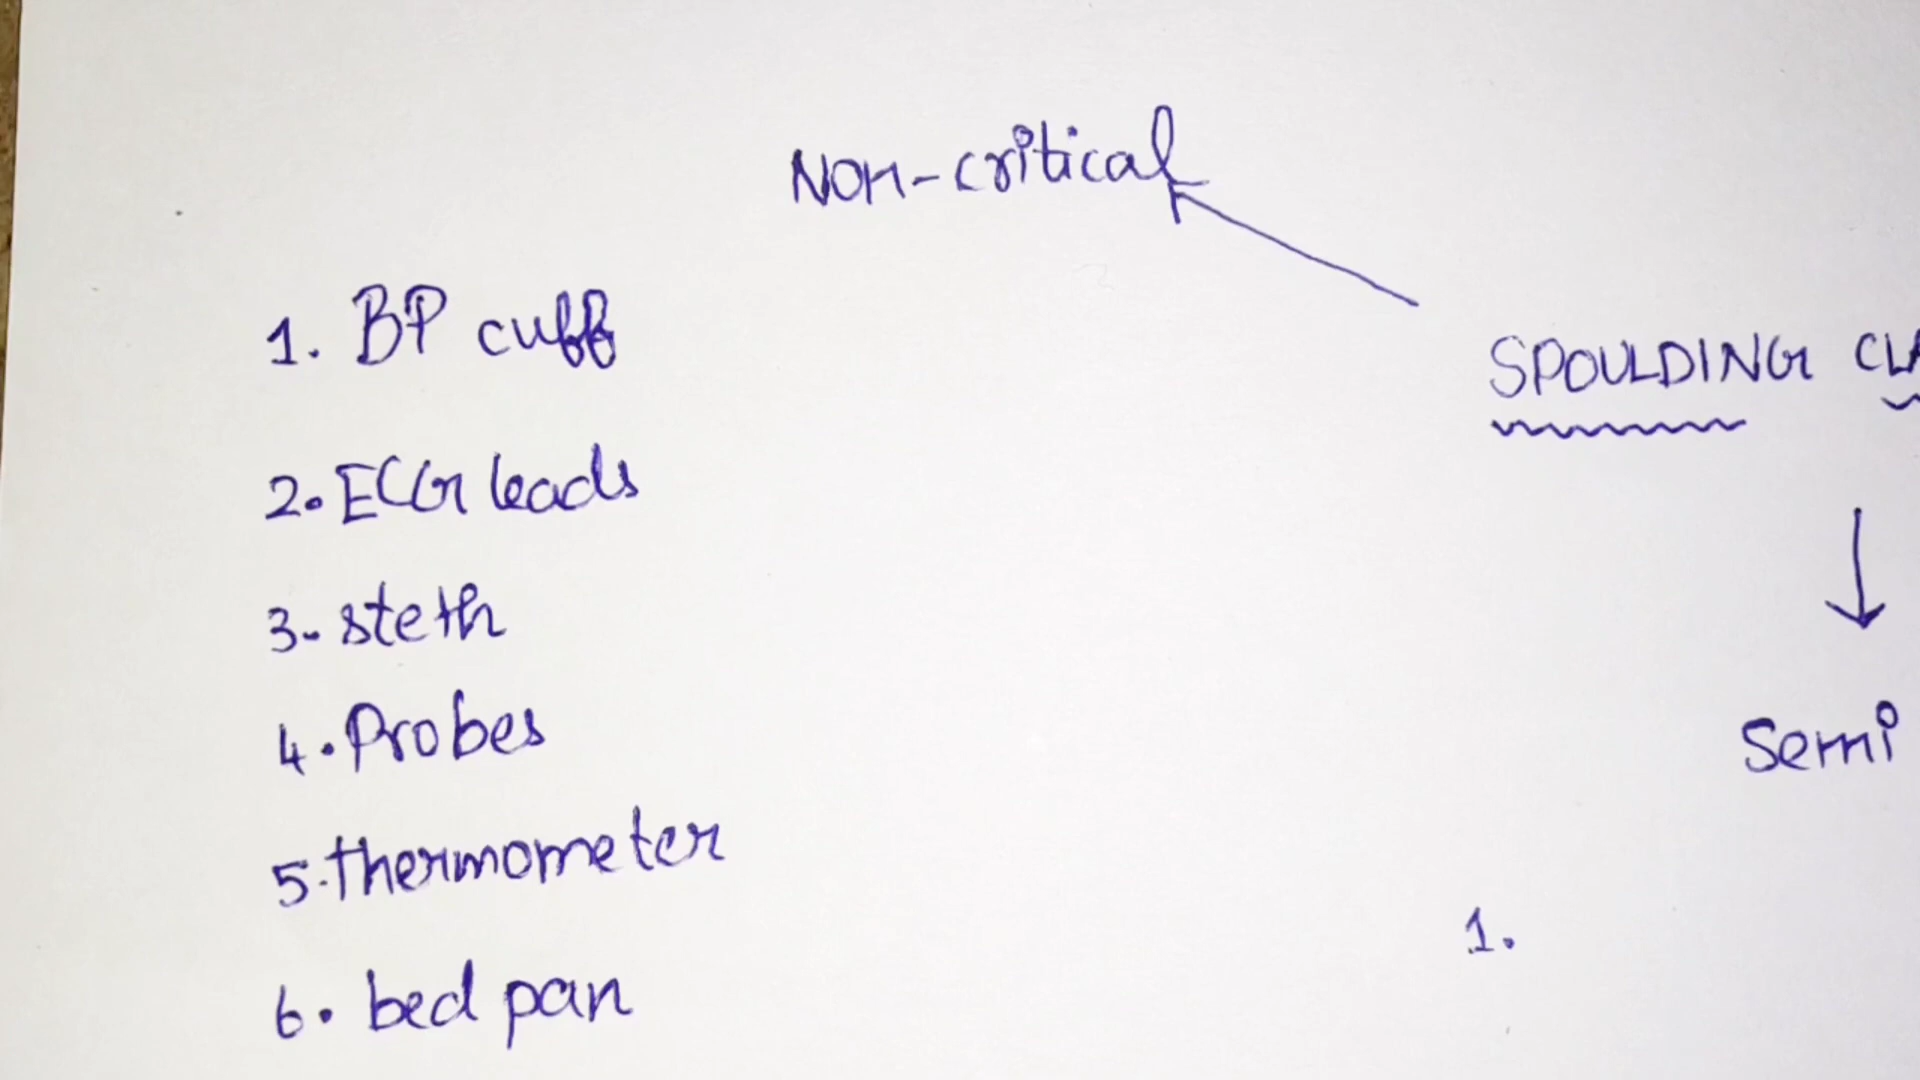 Non-critical
SPOULDING CLA
1. BP cuff
2. ECG leads
3. steth
4. Probes
5. thermometer
6. bed pan
Semi
1.